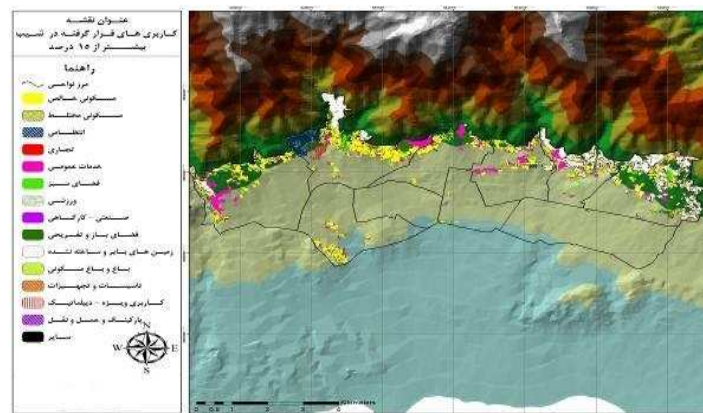 عنوان نقشه
کاربری های قرار گرفته در شیب
بیشتر از ۱۵ درصد
راهنما
مرز نواحی
مسکونی خالص
مسکونی مختلط
انتظامی
تجاری
خدمات عمومی
فضای سبز
ورزشی
صنعتی - کارگاهی
فضای باز و تفریحی
زمین های بایر و ساخته نشده
باغ و باغ مسکونی
تاسیسات و تجهیزات
کاربری ویژه - دیپلماتیک
پارکینگ و حمل و نقل
سایر
N
W E
S
Kilometers